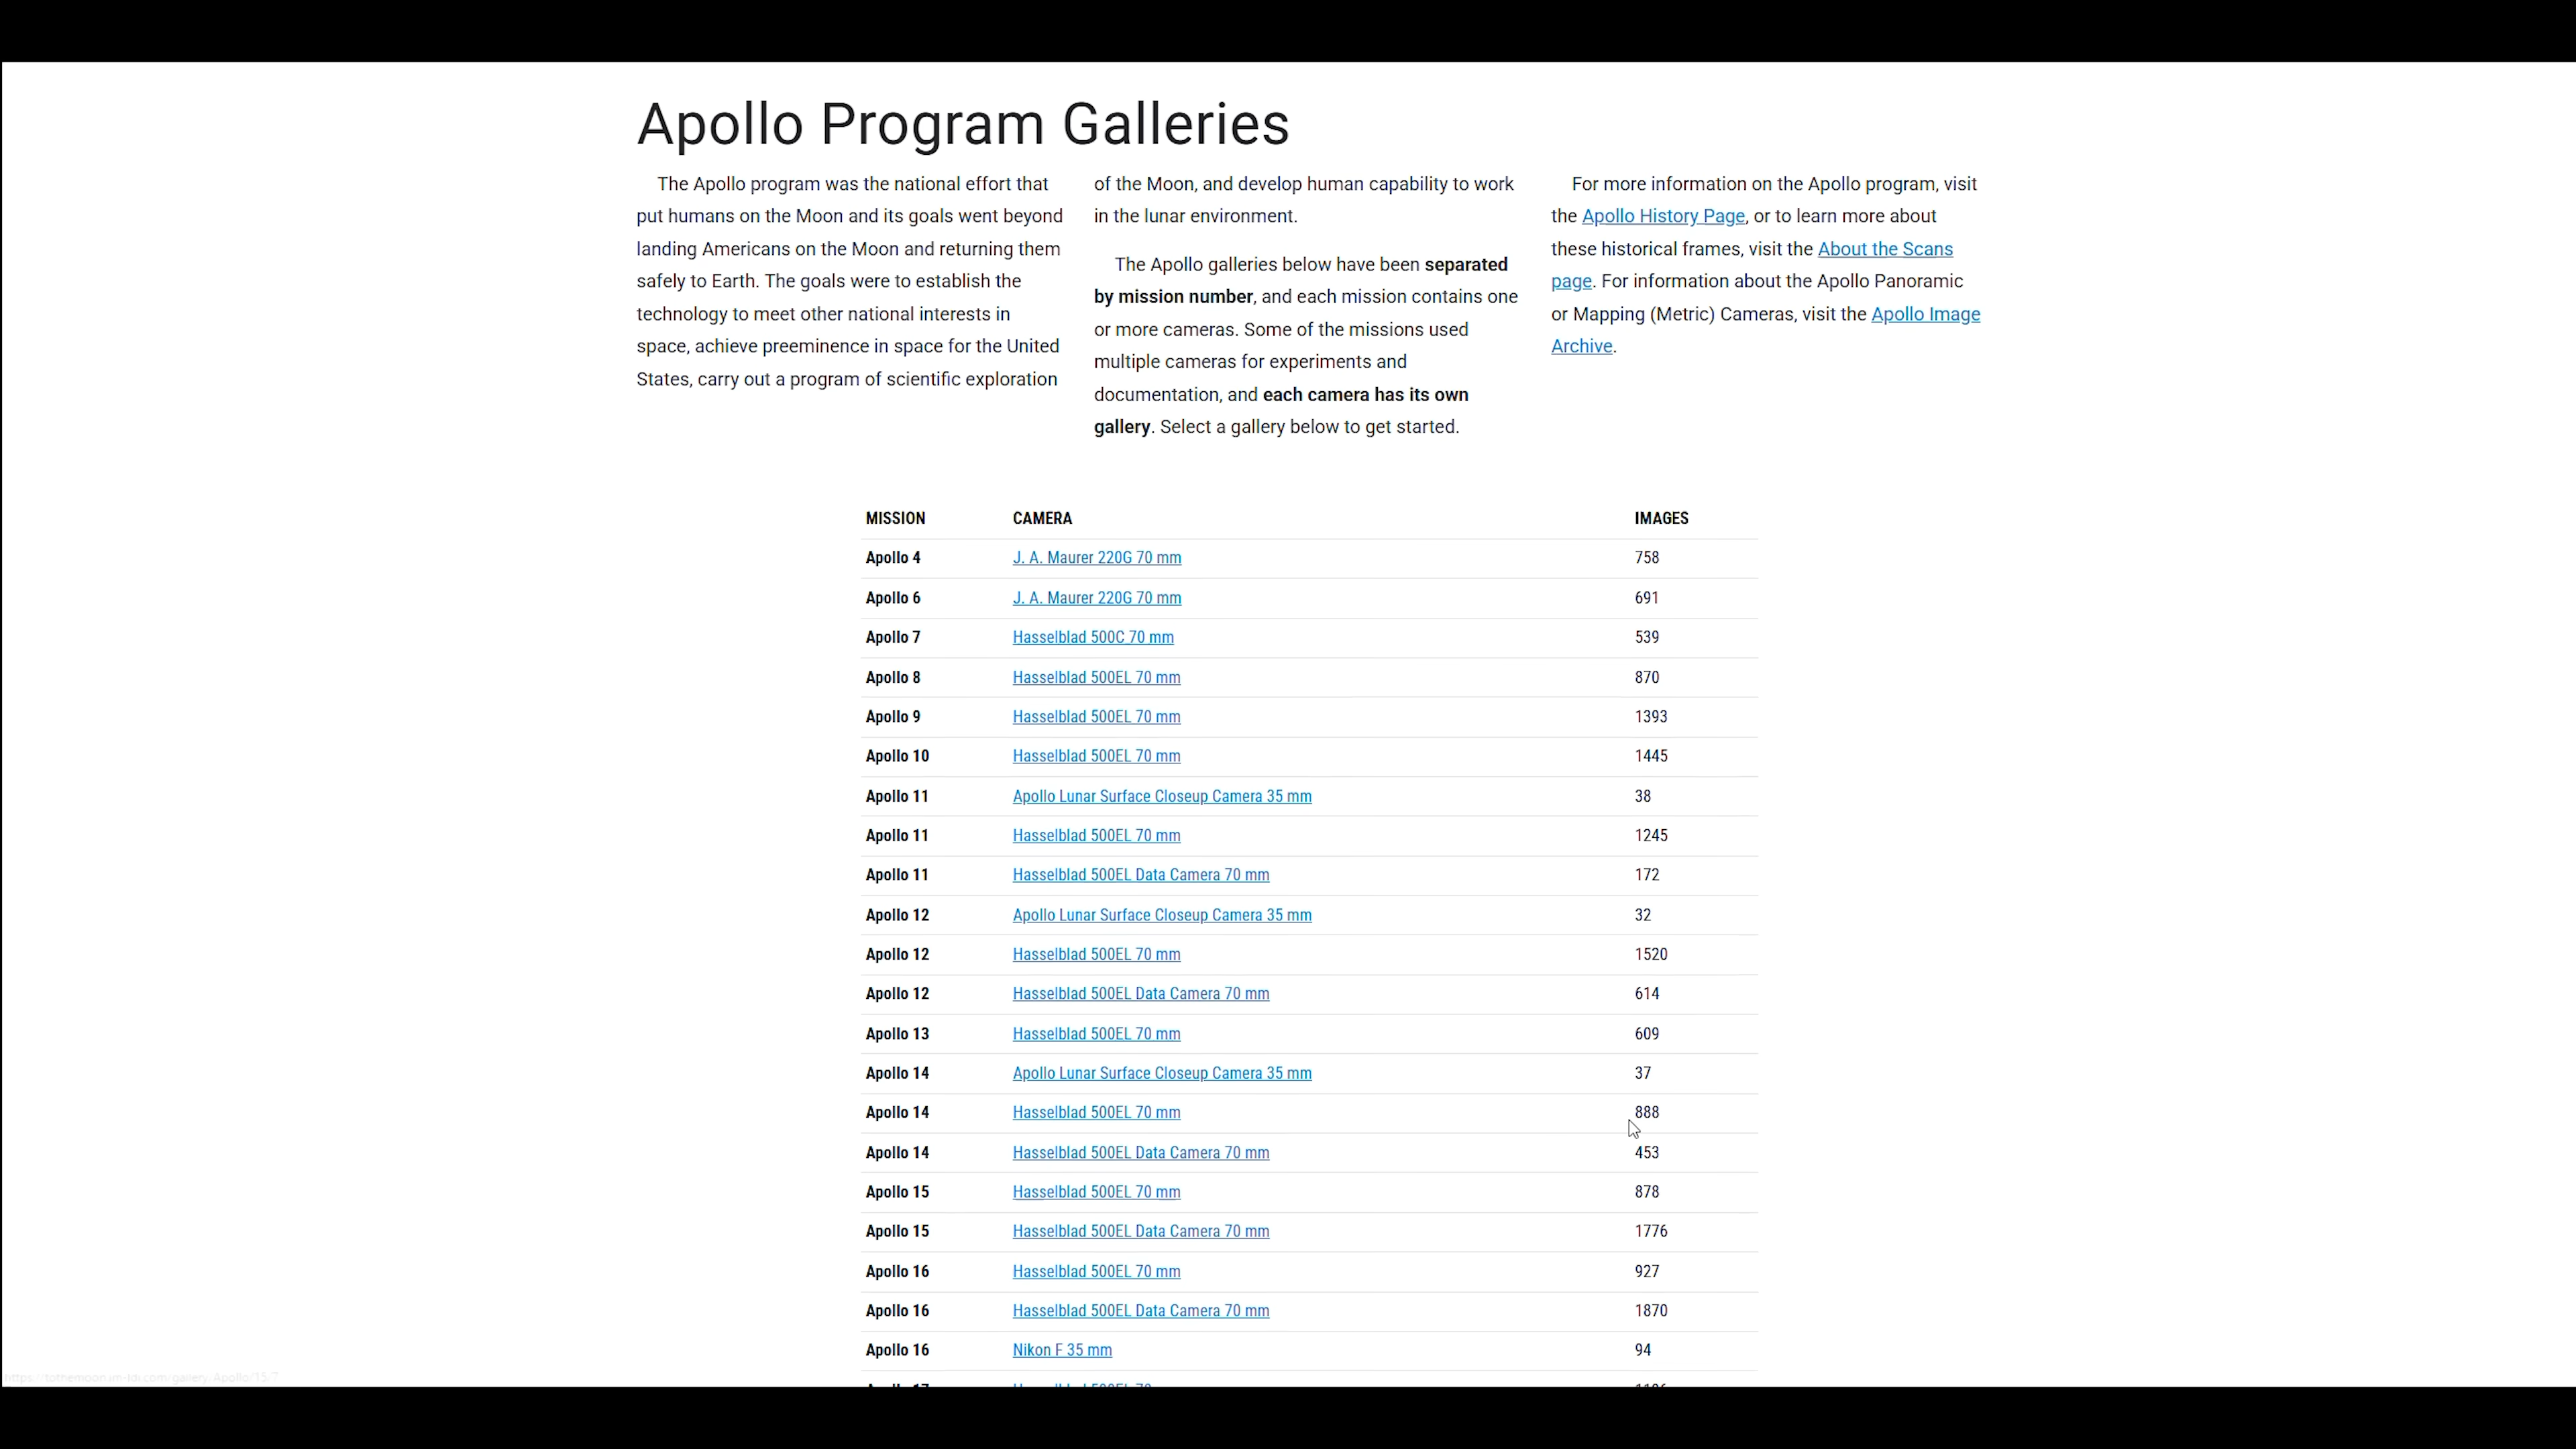 Apollo Program Galleries
The Apollo program was the national effort that
put humans on the Moon and its goals went beyond
landing Americans on the Moon and returning them
safely to Earth. The goals were to establish the
technology to meet other national interests in
space, achieve preeminence in space for the United
States, carry out a program of scientific exploration
of the Moon, and develop human capability to work
in the lunar environment.
The Apollo galleries below have been separated
by mission number, and each mission contains one
or more cameras. Some of the missions used
multiple cameras for experiments and
documentation, and each camera has its own
gallery. Select a gallery below to get started.
For more information on the Apollo program, visit
the Apollo History Page, or to learn more about
these historical frames, visit the About the Scans
page. For information about the Apollo Panoramic
or Mapping (Metric) Cameras, visit the Apollo Image
Archive.
MISSION CAMERA IMAGES
Apollo 4 J. A. Maurer 220G 70 mm 758
Apollo 6 J. A. Maurer 220G 70 mm 691
Apollo 7 Hasselblad 500C 70 mm 539
Apollo 8 Hasselblad 500EL 70 mm 870
Apollo 9 Hasselblad 500EL 70 mm 1393
Apollo 10 Hasselblad 500EL 70 mm 1445
Apollo 11 Apollo Lunar Surface Closeup Camera 35 mm 38
Apollo 11 Hasselblad 500EL 70 mm 1245
Apollo 11 Hasselblad 500EL Data Camera 70 mm 172
Apollo 12 Apollo Lunar Surface Closeup Camera 35 mm 32
Apollo 12 Hasselblad 500EL 70 mm 1520
Apollo 12 Hasselblad 500EL Data Camera 70 mm 614
Apollo 13 Hasselblad 500EL 70 mm 609
Apollo 14 Apollo Lunar Surface Closeup Camera 35 mm 37
Apollo 14 Hasselblad 500EL 70 mm 888
Apollo 14 Hasselblad 500EL Data Camera 70 mm 453
Apollo 15 Hasselblad 500EL 70 mm 878
Apollo 15 Hasselblad 500EL Data Camera 70 mm 1776
Apollo 16 Hasselblad 500EL 70 mm 927
Apollo 16 Hasselblad 500EL Data Camera 70 mm 1870
Apollo 16 Nikon F 35 mm 94